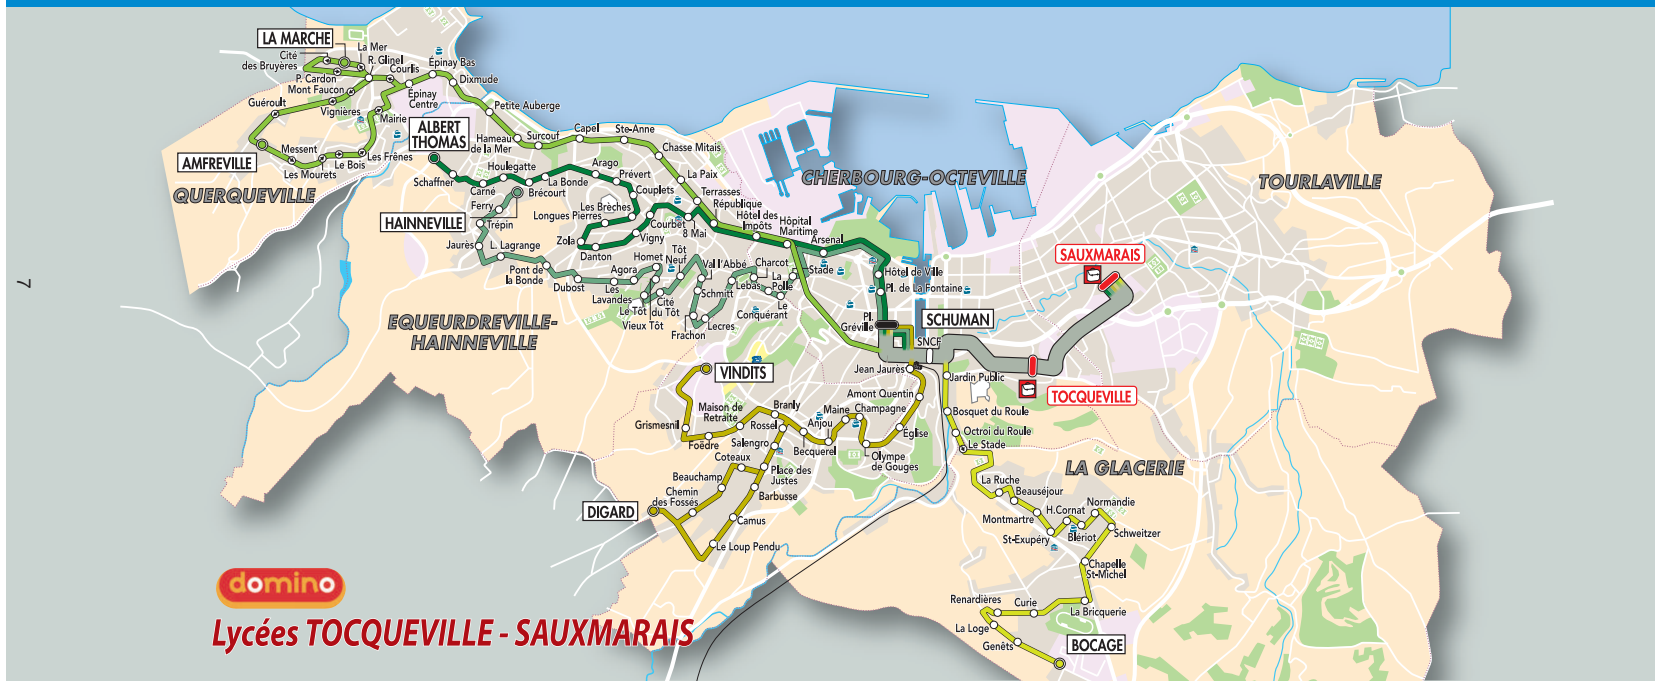 LA MARCHE
Cité
des Bruyères
La Mer
R. Glinel
Courlis
Épinay Bas
Dixmude
P. Cardon
Mont Faucon
Épinay
Centre
Guéroult
Vignières
Mairie
Petite Auberge
AMFREVILLE
Messent
Les Mourets
Le Bois
Les Frênes
QUERQUEVILLE
ALBERT
THOMAS
Hameau
de la Mer
Surcouf
Capel
Ste-Anne
Chasse Mitais
La Paix
Terrasses
République
Hôtel des
Impôts
Hôpital
Maritime
Arsenal
Schaffner
Carné
Houlegatte
Brécourt
La Bonde
Arago
Prévert
Couplets
Les Brèches
Longues Pierres
Zola
Danton
Vigny
Courbet
8 Mai
HAINNEVILLE
Ferry
Trépin
Jaurès
L. Lagrange
Pont de
la Bonde
Dubost
Agora
Les
Lavandes
Le Tôt
Vieux Tôt
Homet
Cité
du Tôt
Tôt
Neuf
Val l'Abbé
Schmitt
Frachon
Lecres
Lebas
Charcot
La
Polle
Le
Conquérant
Stade
EQUEURDREVILLE-
HAINNEVILLE
CHERBOURG-OCTEVILLE
TOURLAVILLE
Hôtel de Ville
Pl. de La Fontaine
Pl.
Gréville
SCHUMAN
SNCF
SAUXMARAIS
TOCQUEVILLE
VINDITS
Jean Jaurès
Jardin Public
Amont Quentin
Bosquet du Roule
Octroi du Roule
Le Stade
Grismesnil
Foëdre
Maison de
Retraite
Rossel
Branly
Salengro
Anjou
Becquerel
Maine
Champagne
Église
Olympe
de Gouges
Coteaux
Beauchamp
Place des
Justes
Chemin
des Fossés
Barbusse
DIGARD
Camus
Le Loup Pendu
LA GLACERIE
La Ruche
Beauséjour
Montmartre
H.Cornat
Normandie
St-Exupéry
Blériot
Schweitzer
Chapelle
St-Michel
Renardières
Curie
La Bricquerie
La Loge
Genêts
BOCAGE
domino
Lycées TOCQUEVILLE - SAUXMARAIS
7